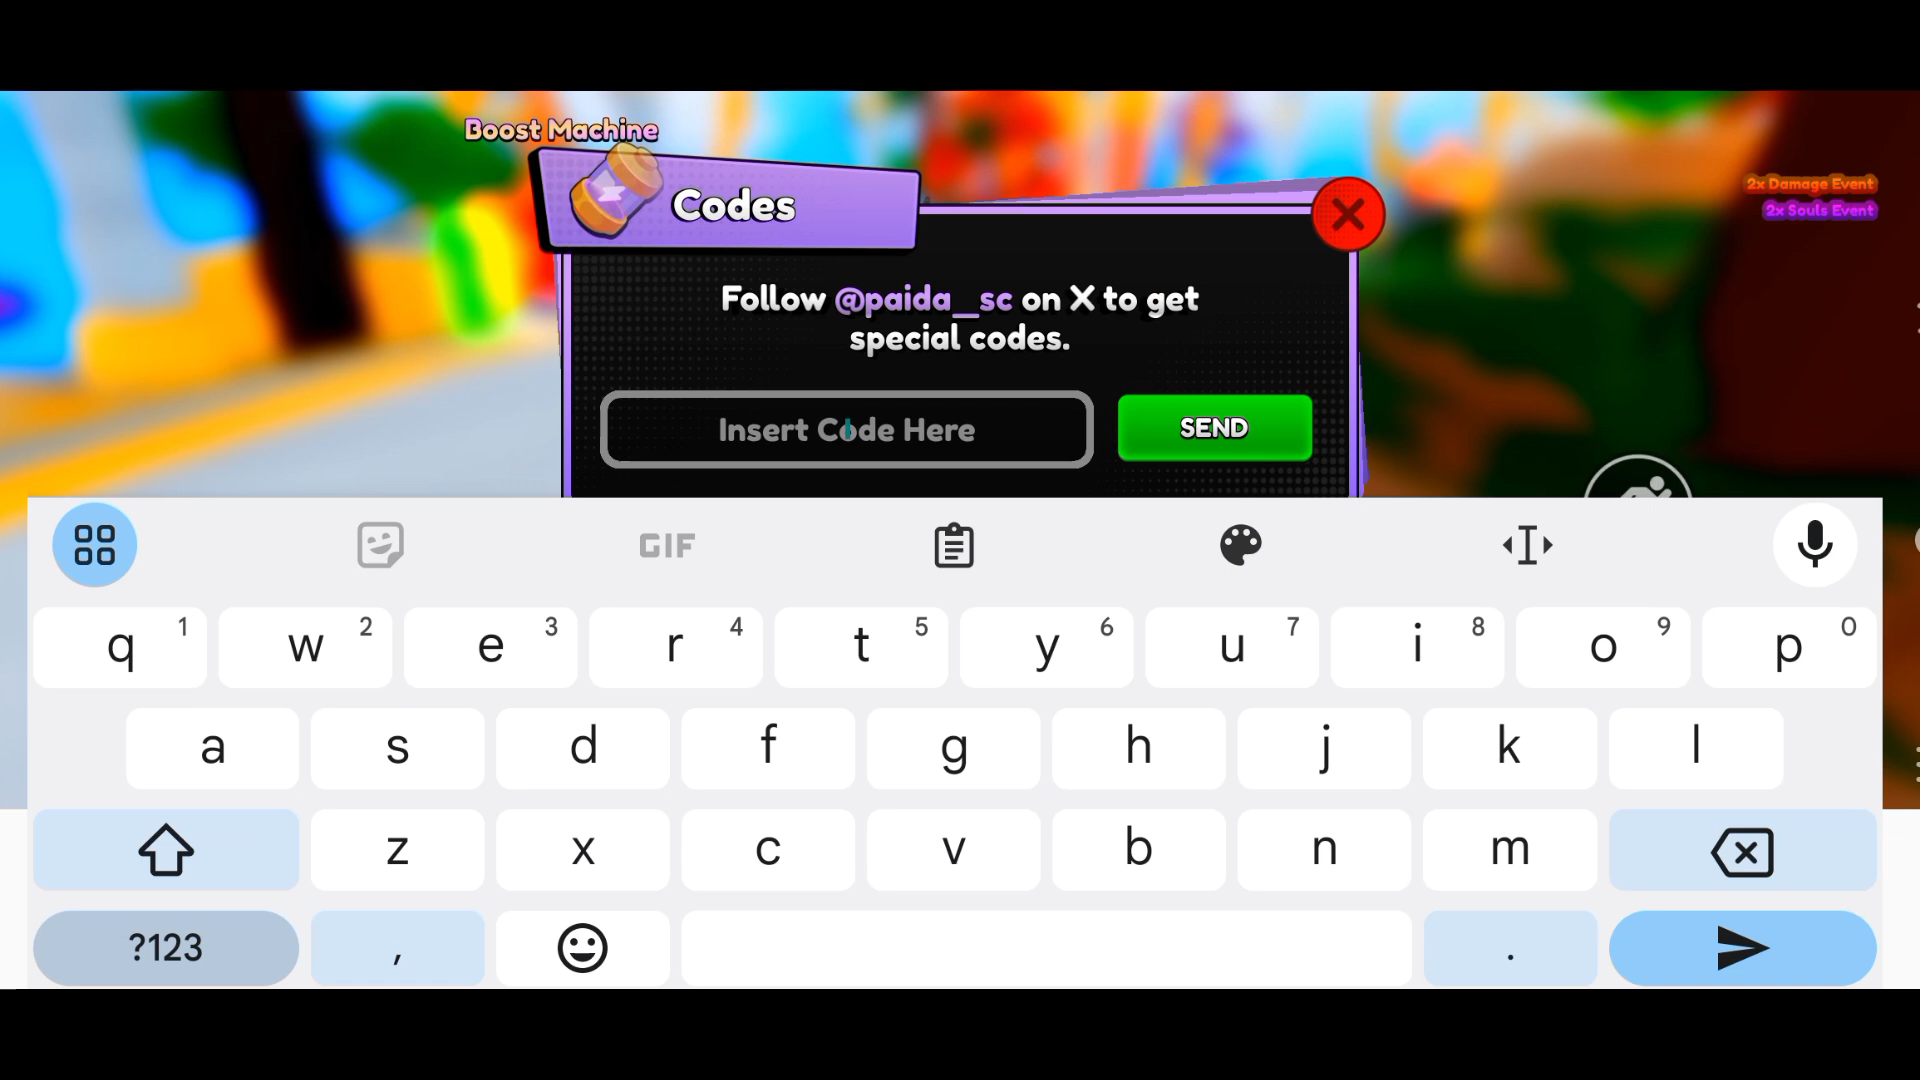 Boost Machine
Codes
2x Damage Event
2x Souls Event
Follow @paida__sc on X to get
special codes.
Insert Code Here
SEND
GIF
q 1 w 2 e 3 r 4 t 5 y 6 u 7 i 8 o 9 p 0
a s d f g h j k l
z x c v b n m
?123 , .